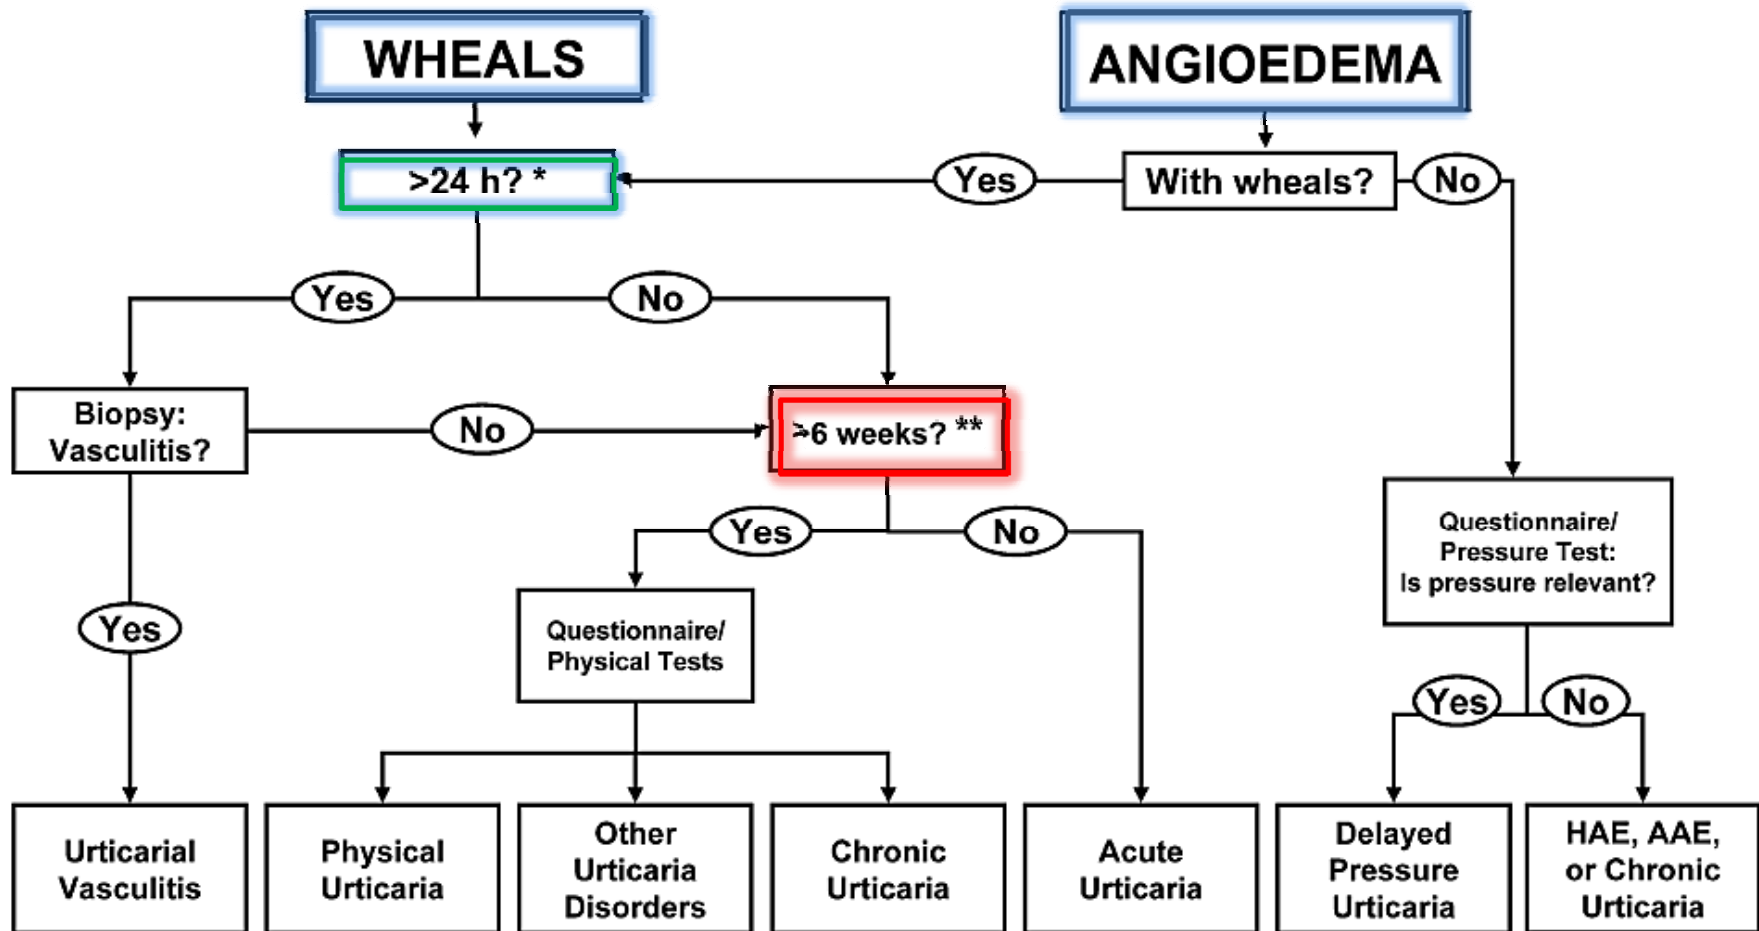 WHEALS
ANGIOEDEMA
>24 h? *
Yes
With wheals?
No
Yes
No
Biopsy:
Vasculitis?
No
>6 weeks? **
Yes
No
Questionnaire/
Pressure Test:
Is pressure relevant?
Yes
Questionnaire/
Physical Tests
Yes
No
Urticarial
Vasculitis
Physical
Urticaria
Other
Urticaria
Disorders
Chronic
Urticaria
Acute
Urticaria
Delayed
Pressure
Urticaria
HAE, AAE,
or Chronic
Urticaria